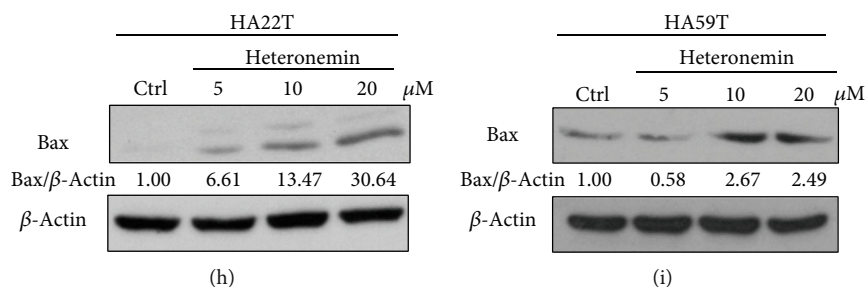 HA22T
Heteronemin
Ctrl 5 10 20 μM
Bax
Bax/β-Actin 1.00 6.61 13.47 30.64
β-Actin
(h)
HA59T
Heteronemin
Ctrl 5 10 20 μM
Bax
Bax/β-Actin 1.00 0.58 2.67 2.49
β-Actin
(i)